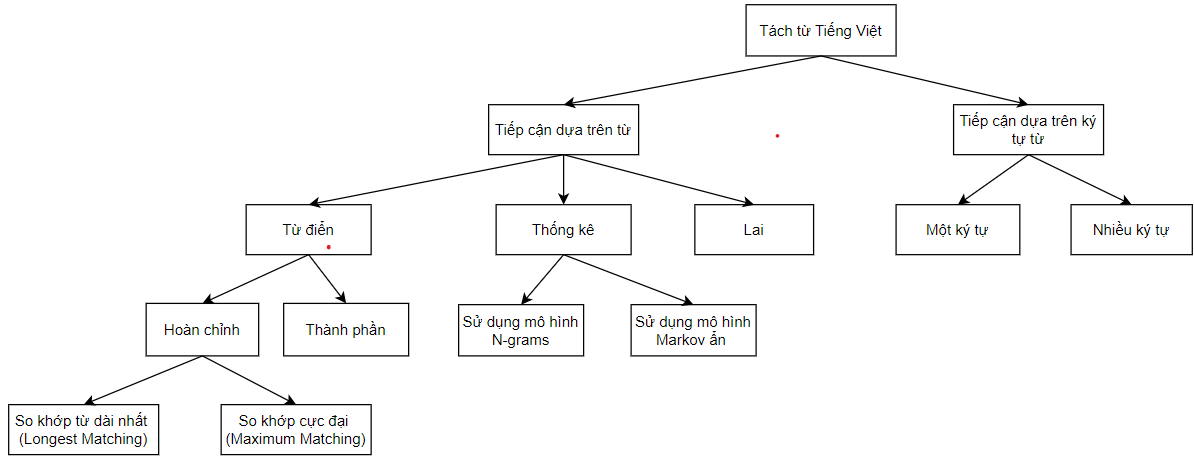 Tách từ Tiếng Việt
Tiếp cận dựa trên từ
Tiếp cận dựa trên ký
tự từ
Từ điển
Thống kê
Lai
Một ký tự
Nhiều ký tự
Hoàn chỉnh
Thành phần
Sử dụng mô hình
N-grams
Sử dụng mô hình
Markov ẩn
So khớp từ dài nhất
(Longest Matching)
So khớp cực đại
(Maximum Matching)